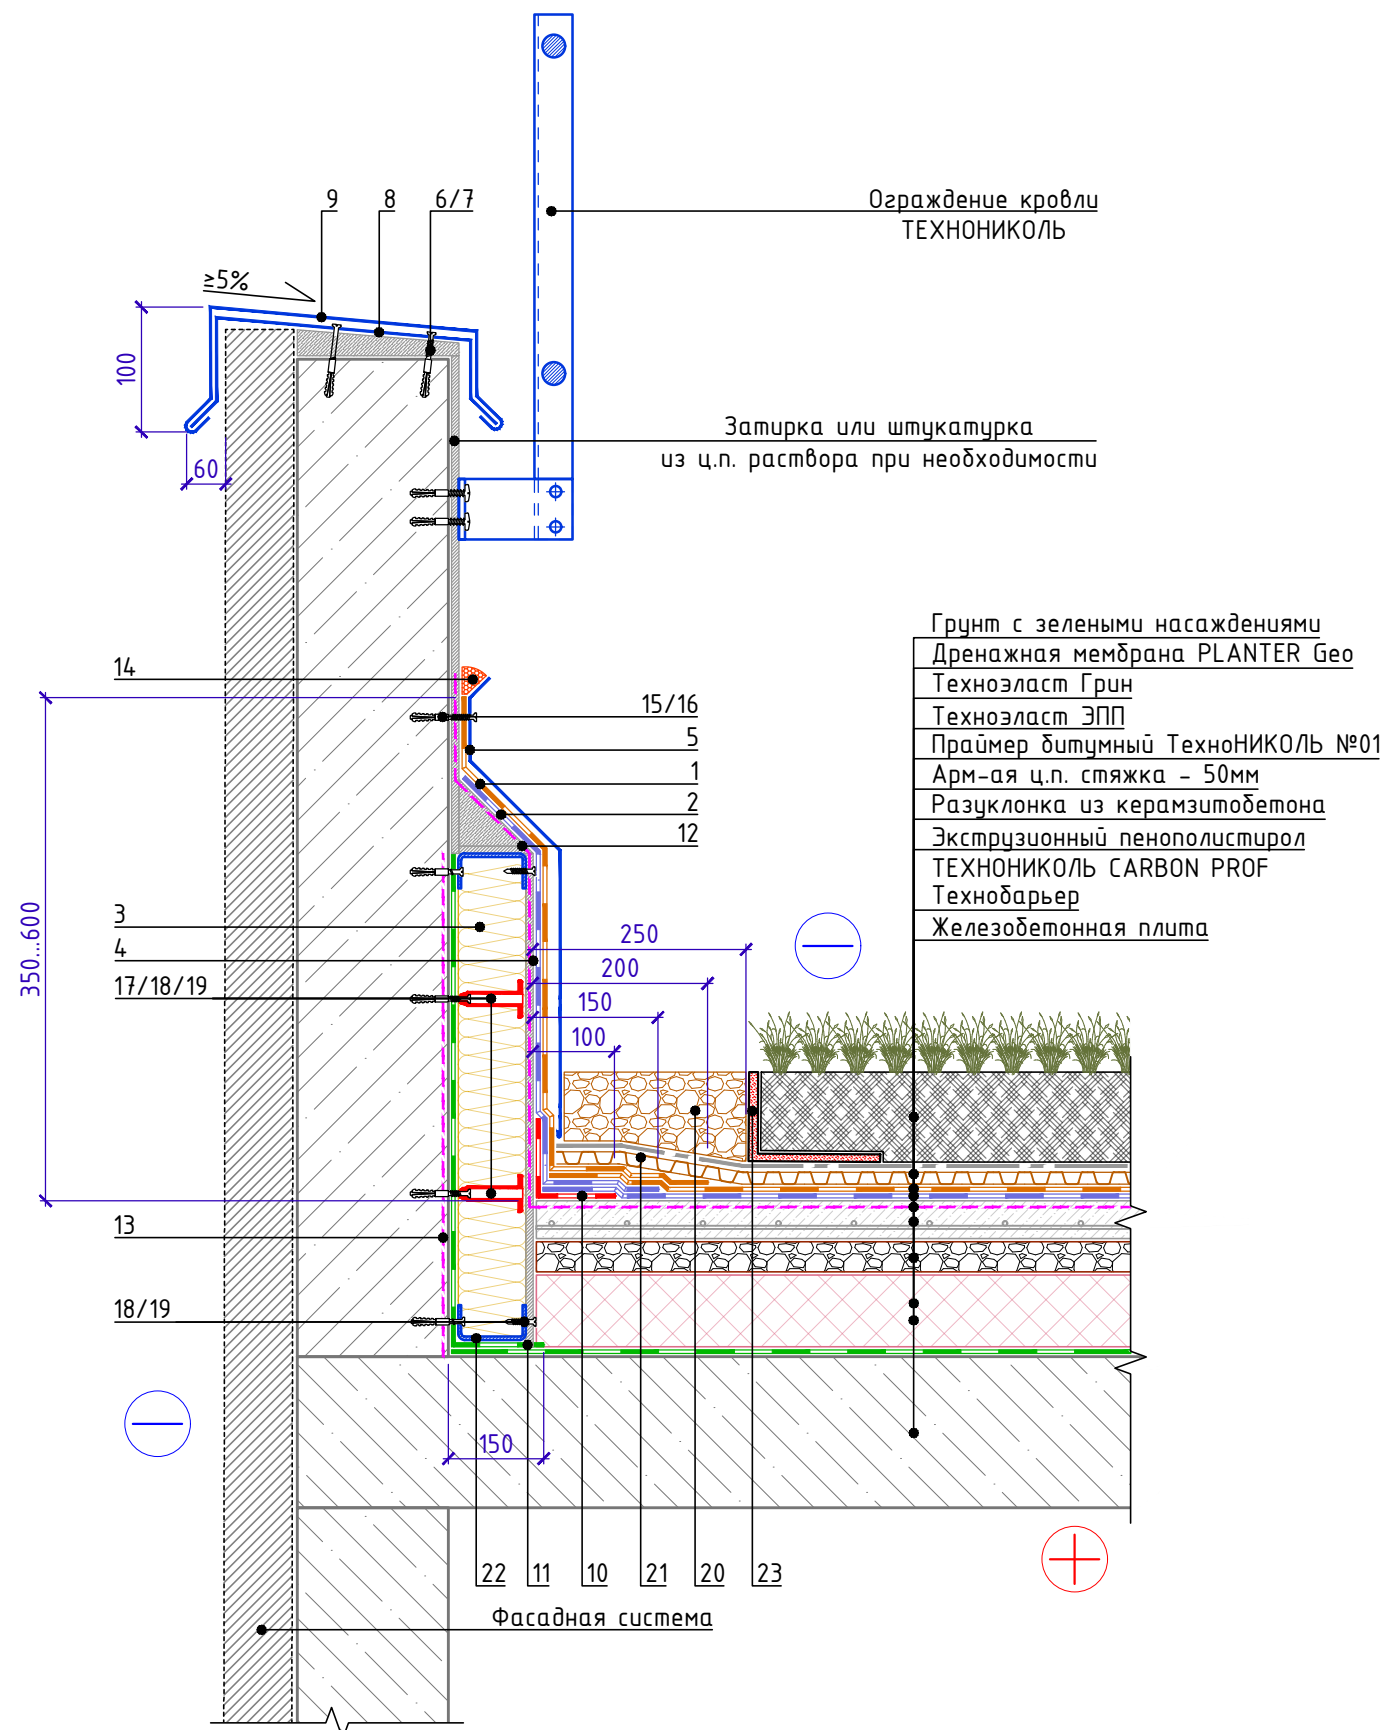 Ограждение кровли
ТЕХНОНИКОЛЬ
9
8
6/7
≥5%
100
60
Затирка или штукатурка
из ц.п. раствора при необходимости
14
15/16
5
1
2
12
3
4
17/18/19
350..600
13
18/19
250
200
150
100
Грунт с зелеными насаждениями
Дренажная мембрана PLANTER Geo
Техноэласт Грин
Техноэласт ЭПП
Праймер битумный ТехноНИКОЛЬ №01
Арм-ая ц.п. стяжка - 50мм
Разуклонка из керамзитобетона
Экструзионный пенополистирол
ТЕХНОНИКОЛЬ CARBON PROF
Технобарьер
Железобетонная плита
150
22
11
10
21
20
23
Фасадная система